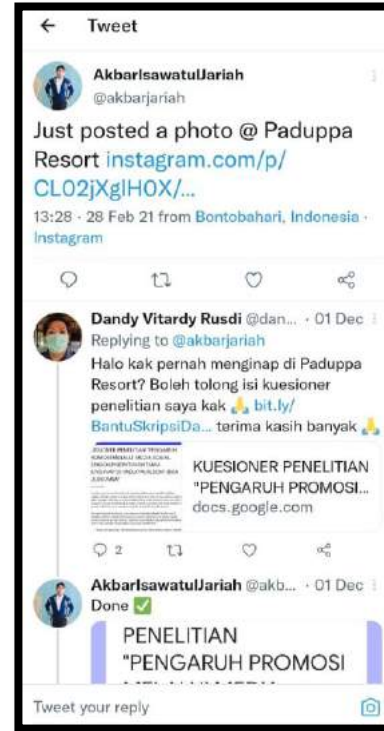 Tweet
AkbarIsawatulJariah
@akbarjariah
Just posted a photo @ Paduppa
Resort instagram.com/p/
CL02jXglH0X/...
13:28 · 28 Feb 21 from Bontobahari, Indonesia ·
Instagram
Dandy Vitardy Rusdi @dan... · 01 Dec
Replying to @akbarjariah
Halo kak pernah menginap di Paduppa
Resort? Boleh tolong isi kuesioner
penelitian saya kak 🙏 bit.ly/
BantuSkripsiDa... terima kasih banyak 🙏
KUESIONER PENELITIAN
"PENGARUH PROMOSI...
docs.google.com
2
AkbarIsawatulJariah @akb... · 01 Dec
Done ✅
PENELITIAN
"PENGARUH PROMOSI
Tweet your reply